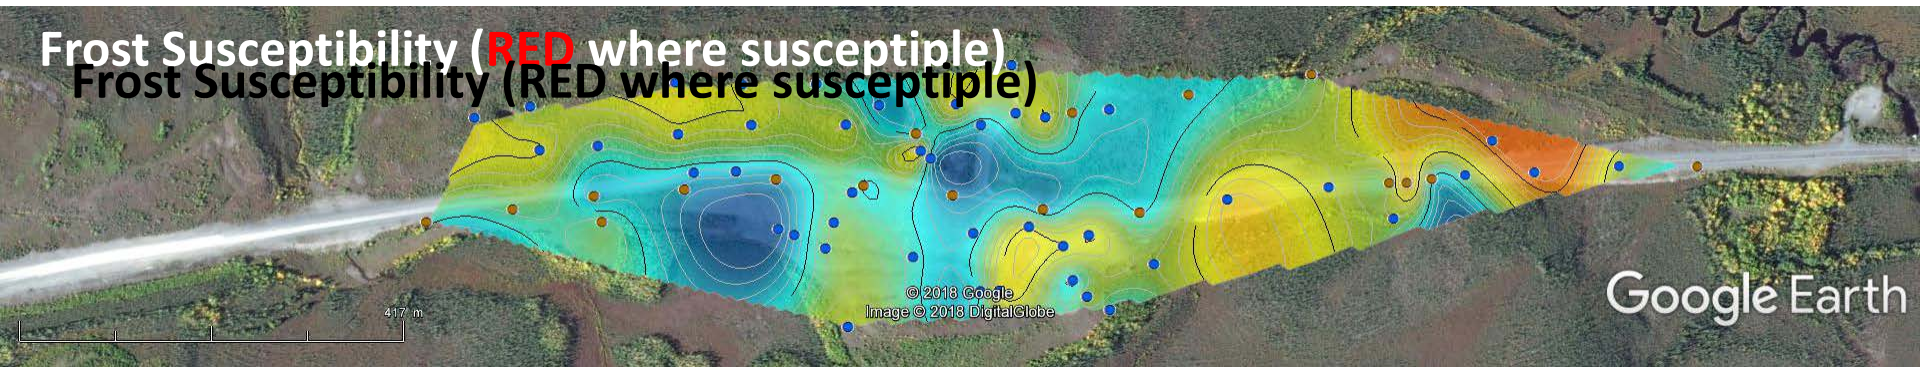 Frost Susceptibility (RED where susceptiple)
Frost Susceptibility (RED where susceptiple)
417 m
© 2018 Google
Image © 2018 DigitalGlobe
Google Earth